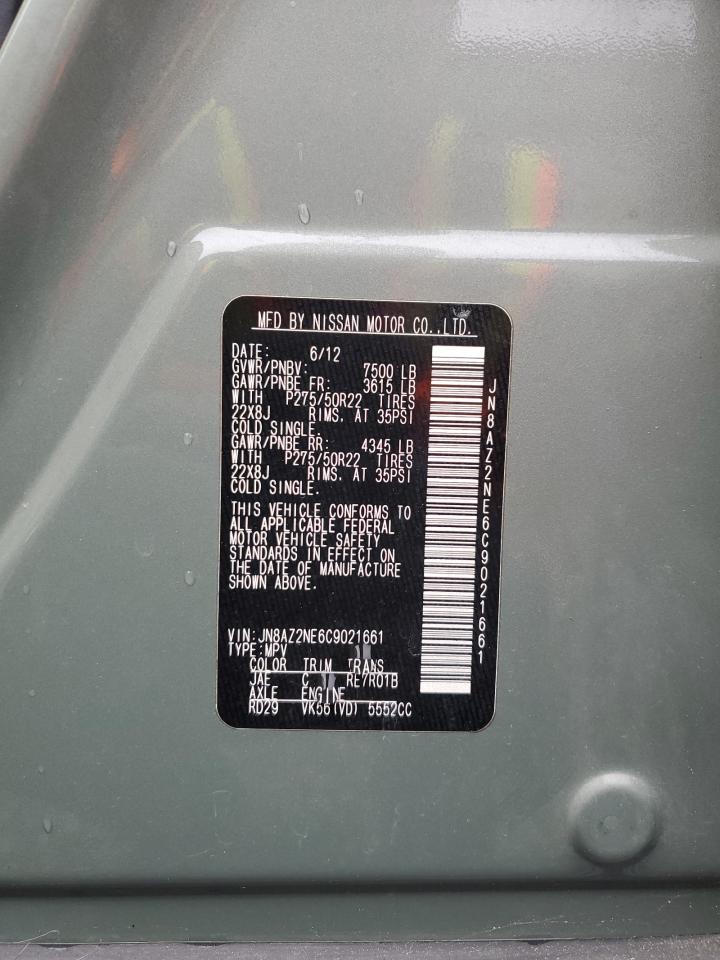 MFD BY NISSAN MOTOR CO.,LTD.
DATE: 6/12
GVWR/PNBV: 7500 LB
GAWR/PNBE FR: 3615 LB
WITH P275/50R22 TIRES
22X8J RIMS, AT 35PSI
COLD SINGLE.
GAWR/PNBE RR: 4345 LB
WITH P275/50R22 TIRES
22X8J RIMS, AT 35PSI
COLD SINGLE.
THIS VEHICLE CONFORMS TO
ALL APPLICABLE FEDERAL
MOTOR VEHICLE SAFETY
STANDARDS IN EFFECT ON
THE DATE OF MANUFACTURE
SHOWN ABOVE.
VIN:JN8AZ2NE6C9021661
TYPE:MPV
COLOR TRIM TRANS
JAE C RE7R01B
AXLE ENGINE
RD29 VK56(VD) 5552CC
JN8AZ2NE6C9021661